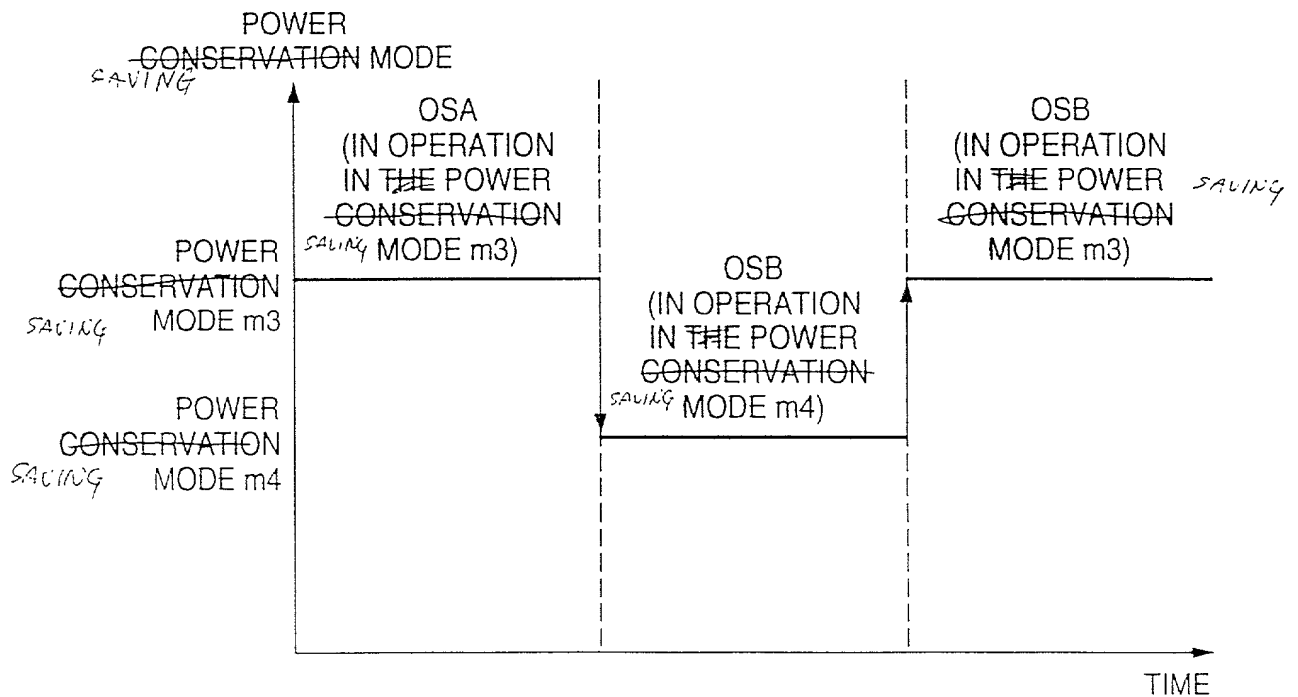 POWER
CONSERVATION MODE
SAVING
OSA
(IN OPERATION
IN THE POWER
CONSERVATION
SAVING MODE m3)
OSB
(IN OPERATION
IN THE POWER
CONSERVATION
SAVING MODE m4)
OSB
(IN OPERATION
IN THE POWER SAVING
CONSERVATION
MODE m3)
POWER
CONSERVATION
SAVING MODE m3
POWER
CONSERVATION
SAVING MODE m4
TIME